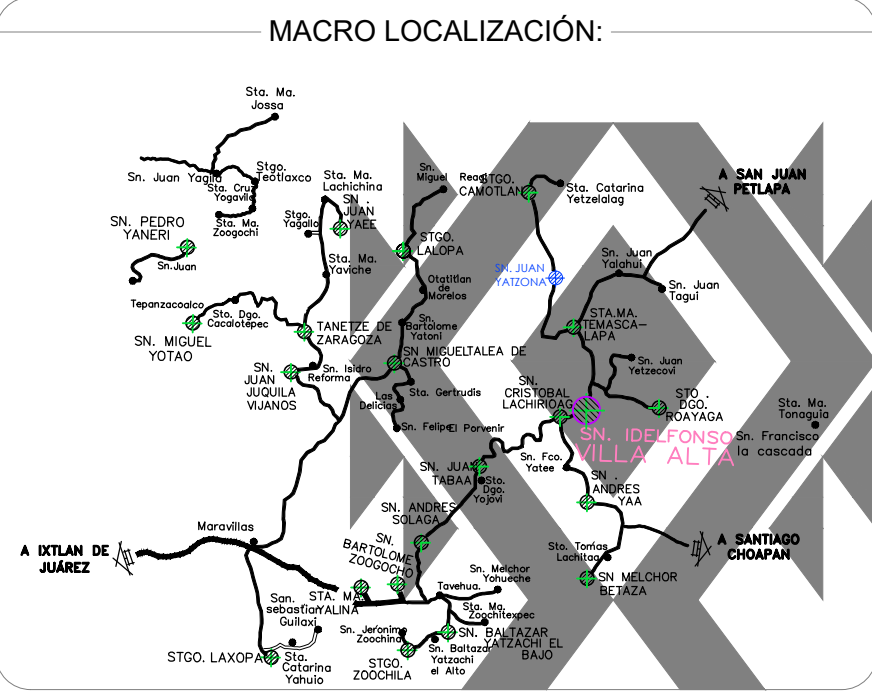 MACRO LOCALIZACIÓN:
Sta. Ma.
Jossa
Sn. Juan Yagila
Stgo.
Teotlaxco
Sta. Cruz
Yogavila
Sta. Ma.
Zoogochi
Sta. Ma.
Lachichina
SN .
JUAN
YAEE
Stgo.
Yagallo
Sn.
Miguel Reagl
STGO.
CAMOTLAN
Sta. Catarina
Yetzelalag
A SAN JUAN
PETLAPA
SN. PEDRO
YANERI
Sn.Juan
STGO.
LALOPA
Sta. Ma.
Yaviche
Otatitlan
de
Morelos
SN. JUAN
YATZONA
Sn. Juan
Yalahui
Sn. Juan
Tagui
Tepanzacoalco
Sto. Dgo.
Cacalotepec
SN. MIGUEL
YOTAO
TANETZE DE
ZARAGOZA
Sn.
Bartolome
Yatoni
STA.MA.
TEMASCA-
LAPA
SN MIGUELTALEA DE
CASTRO
Sn. Isidro
Reforma
SN.
JUAN
JUQUILA
VIJANOS
Sn. Juan
Yetzecovi
Sta. Gertrudis
Las
Delicias
SN.
CRISTOBAL
LACHIRIOAG
STO .
DGO.
ROAYAGA
Sta. Ma.
Tonaguia
Sn. Felipe
El Porvenir
SN. IDELFONSO
VILLA ALTA
Sn. Francisco
la cascada
SN. JUAN
TABAA
Sto.
Dgo.
Yojovi
Sn. Fco.
Yatee
SN .
ANDRES
YAA
SN. ANDRES
SOLAGA
Maravillas
A IXTLAN DE
JUÁREZ
SN.
BARTOLOME
ZOOGOCHO
A SANTIAGO
CHOAPAN
Sto. Tomas
Lachitaa
SN MELCHOR
BETAZA
Sn. Melchor
Yohueche
Tavehua.
STA. MA.
YALINA
San.
sebastian
Guilaxi
Sta. Ma.
Zoochitexpec
Sn. Jeronimo
Zoochina
SN. BALTAZAR
YATZACHI EL
BAJO
Sn. Baltazar
Yatzachi
el Alto
STGO. LAXOPA
Sta.
Catarina
Yahuio
STGO.
ZOOCHILA